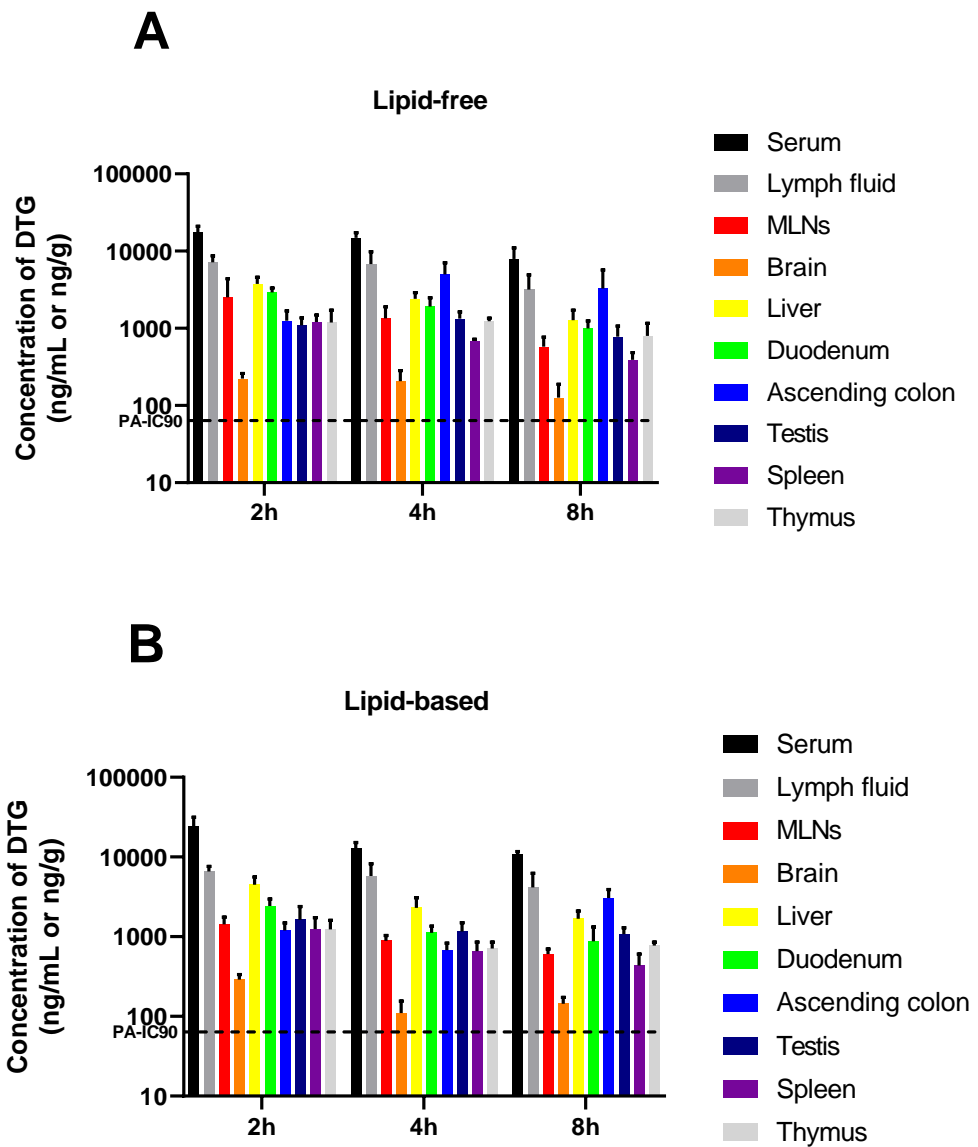 A
Lipid-free
Concentration of DTG
(ng/mL or ng/g)
100000
10000
1000
100
PA-IC90
10
2h
4h
8h
Serum
Lymph fluid
MLNs
Brain
Liver
Duodenum
Ascending colon
Testis
Spleen
Thymus
B
Lipid-based
Concentration of DTG
(ng/mL or ng/g)
100000
10000
1000
100
PA-IC90
10
2h
4h
8h
Serum
Lymph fluid
MLNs
Brain
Liver
Duodenum
Ascending colon
Testis
Spleen
Thymus